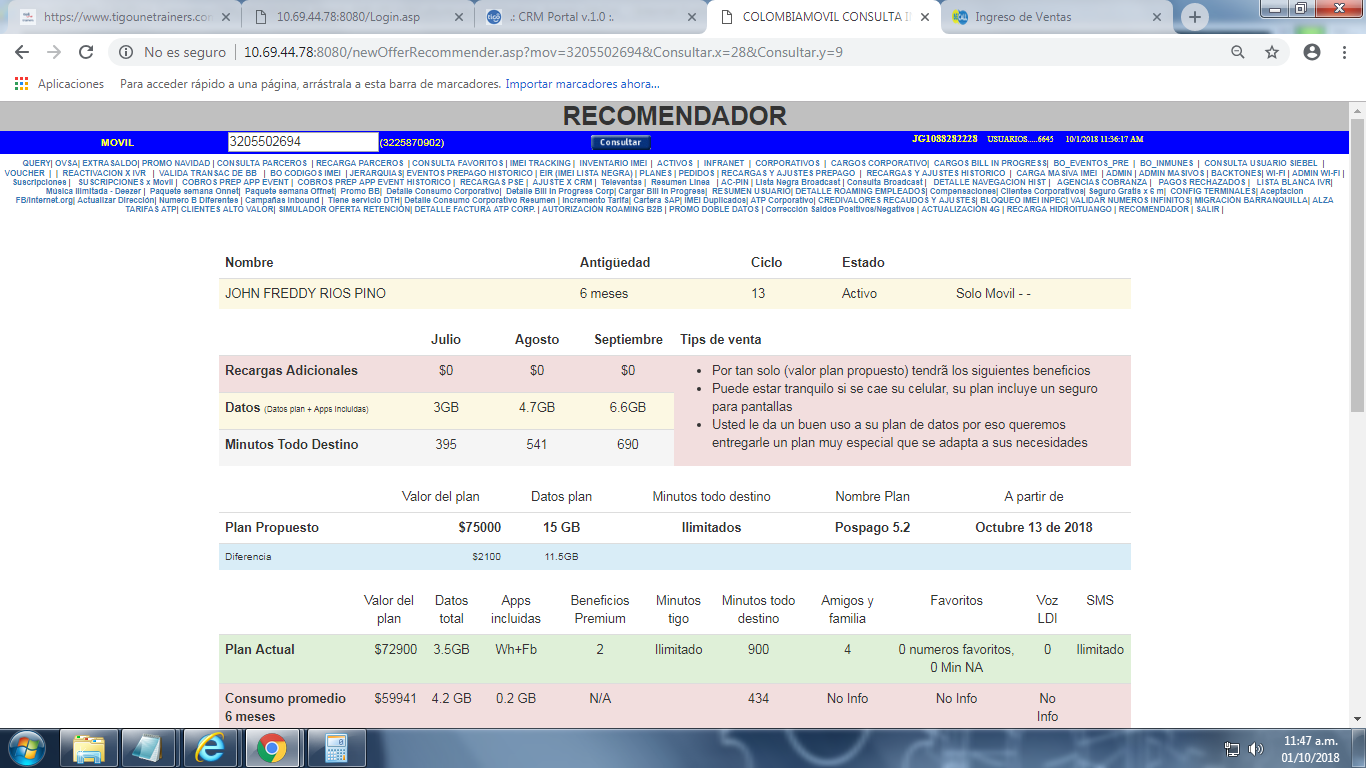 https://www.tigounetrainers.con
10.69.44.78:8080/Login.asp
.: CRM Portal v.1.0 :.
COLOMBIAMOVIL CONSULTA I
Ingreso de Ventas
No es seguro | 10.69.44.78:8080/newOfferRecommender.asp?mov=3205502694&Consultar.x=28&Consultar.y=9
Aplicaciones Para acceder rápido a una página, arrástrala a esta barra de marcadores. Importar marcadores ahora...
RECOMENDADOR
MOVIL 3205502694 (3225870902) Consultar JG1088282228 USUARIOS.....6645 10/1/2018 11:36:17 AM
QUERY| OVSA| EXTRASALDO| PROMO NAVIDAD | CONSULTA PARCEROS | RECARGA PARCEROS | CONSULTA FAVORITOS | IMEI TRACKING | INVENTARIO IMEI | ACTIVOS | INFRANET | CORPORATIVOS | CARGOS CORPORATIVO| CARGOS BILL IN PROGRESS| BO_EVENTOS_PRE | BO_INMUNES | CONSULTA USUARIO SIEBEL |
VOUCHER | | REACTIVACION X IVR | VALIDA TRANSAC DE BB | BO CODIGOS IMEI | JERARQUIAS| EVENTOS PREPAGO HISTORICO | EIR (IMEI LISTA NEGRA) | PLANES | PEDIDOS | RECARGAS Y AJUSTES PREPAGO | RECARGAS Y AJUSTES HISTORICO | CARGA MASIVA IMEI | ADMIN | ADMIN MASIVOS | BACKTONES| WI-FI | ADMIN WI-FI |
Suscripciones | SUSCRIPCIONES x Movil | COBROS PREP APP EVENT | COBROS PREP APP EVENT HISTORICO | RECARGAS PSE | AJUSTE X CRM | Televentas | Resumen Linea | AC-PIN | Lista Negra Broadcast | Consulta Broadcast | DETALLE NAVEGACION HIST | AGENCIAS COBRANZA | PAGOS RECHAZADOS | LISTA BLANCA IVR|
Música Ilimitada - Deezer | Paquete semana Onnet| Paquete semana Offnet| Promo BB| Detalle Consumo Corporativo| Detalle Bill In Progress Corp| Cargar Bill In Progress| RESUMEN USUARIO| DETALLE ROAMING EMPLEADOS| Compensaciones| Clientes Corporativos| Seguro Gratis x 6 m| CONFIG TERMINALES| Aceptacion
FB/internet.org| Actualizar Dirección| Numero B Diferentes | Campañas Inbound | Tiene servicio DTH| Detalle Consumo Corporativo Resumen | Incremento Tarifa| Cartera SAP| IMEI Duplicados| ATP Corporativo| CREDIVALORES RECAUDOS Y AJUSTES| BLOQUEO IMEI INPEC| VALIDAR NUMEROS INFINITOS| MIGRACIÓN BARRANQUILLA| ALZA
TARIFAS ATP| CLIENTES ALTO VALOR| SIMULADOR OFERTA RETENCIÓN| DETALLE FACTURA ATP CORP. | AUTORIZACIÓN ROAMING B2B | PROMO DOBLE DATOS | Corrección Saldos Positivos/Negativos | ACTUALIZACIÓN 4G | RECARGA HIDROITUANGO | RECOMENDADOR | SALIR |
Nombre Antigüedad Ciclo Estado
JOHN FREDDY RIOS PINO 6 meses 13 Activo Solo Movil - -
Julio Agosto Septiembre Tips de venta
Recargas Adicionales $0 $0 $0
Datos (Datos plan + Apps incluidas) 3GB 4.7GB 6.6GB
Minutos Todo Destino 395 541 690
• Por tan solo (valor plan propuesto) tendrã los siguientes beneficios
• Puede estar tranquilo si se cae su celular, su plan incluye un seguro
para pantallas
• Usted le da un buen uso a su plan de datos por eso queremos
entregarle un plan muy especial que se adapta a sus necesidades
Valor del plan Datos plan Minutos todo destino Nombre Plan A partir de
Plan Propuesto $75000 15 GB Ilimitados Pospago 5.2 Octubre 13 de 2018
Diferencia $2100 11.5GB
Valor del plan Datos total Apps incluidas Beneficios Premium Minutos tigo Minutos todo destino Amigos y familia Favoritos Voz LDI SMS
Plan Actual $72900 3.5GB Wh+Fb 2 Ilimitado 900 4 0 numeros favoritos, 0 Min NA 0 Ilimitado
Consumo promedio 6 meses $59941 4.2 GB 0.2 GB N/A 434 No Info No Info No Info
11:47 a.m.
01/10/2018